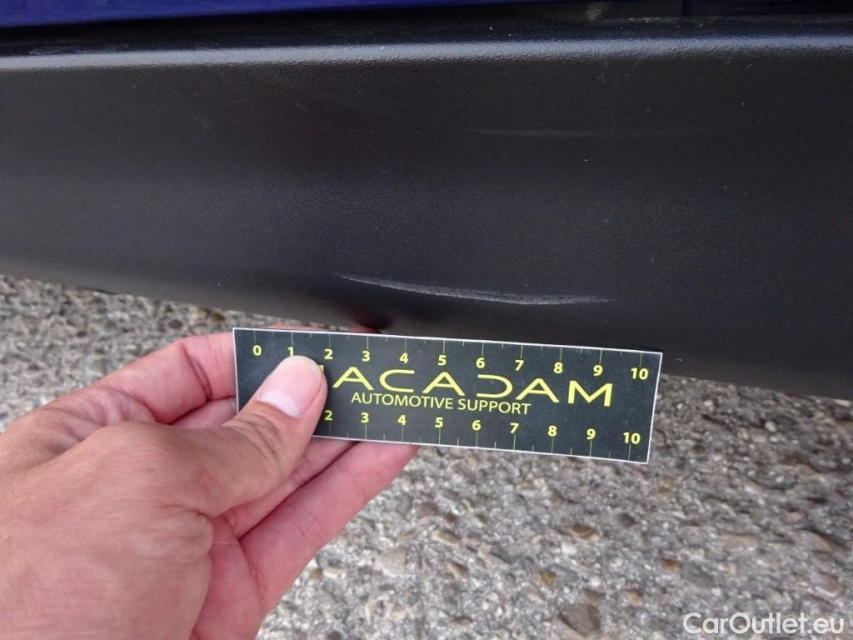 0 1 2 3 4 5 6 7 8 9 10
ACADAM
AUTOMOTIVE SUPPORT
2 3 4 5 6 7 8 9 10
CarOutlet.eu